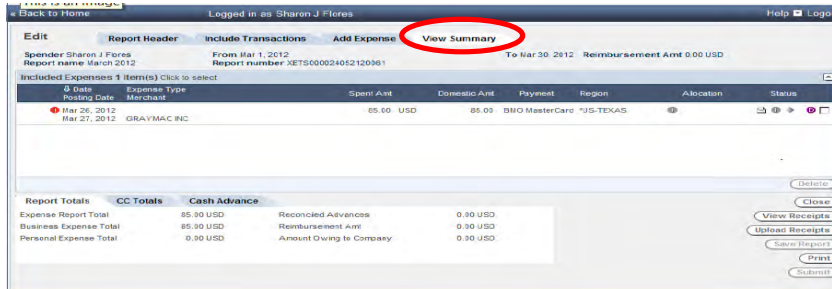 This is an image
« Back to Home Logged in as Sharon J Flores Help Logo
Edit Report Header Include Transactions Add Expense View Summary
Spender Sharon J Flores From Mar 1, 2012 To Mar 30, 2012 Reimbursement Amt 0.00 USD
Report name March 2012 Report number XETS000024052120061
Included Expenses 1 item(s) Click to select
Date Expense Type Spent Amt Domestic Amt Payment Region Allocation Status
Posting Date Merchant
Mar 26, 2012 85.00 USD 85.00 BMO MasterCard *US-TEXAS
Mar 27, 2012 GRAYMAC INC
Delete
Report Totals CC Totals Cash Advance Close
Expense Report Total 85.00 USD Reconciled Advances 0.00 USD View Receipts
Business Expense Total 85.00 USD Reimbursement Amt 0.00 USD Upload Receipts
Personal Expense Total 0.00 USD Amount Owing to Company 0.00 USD Save Report
Print
Submit